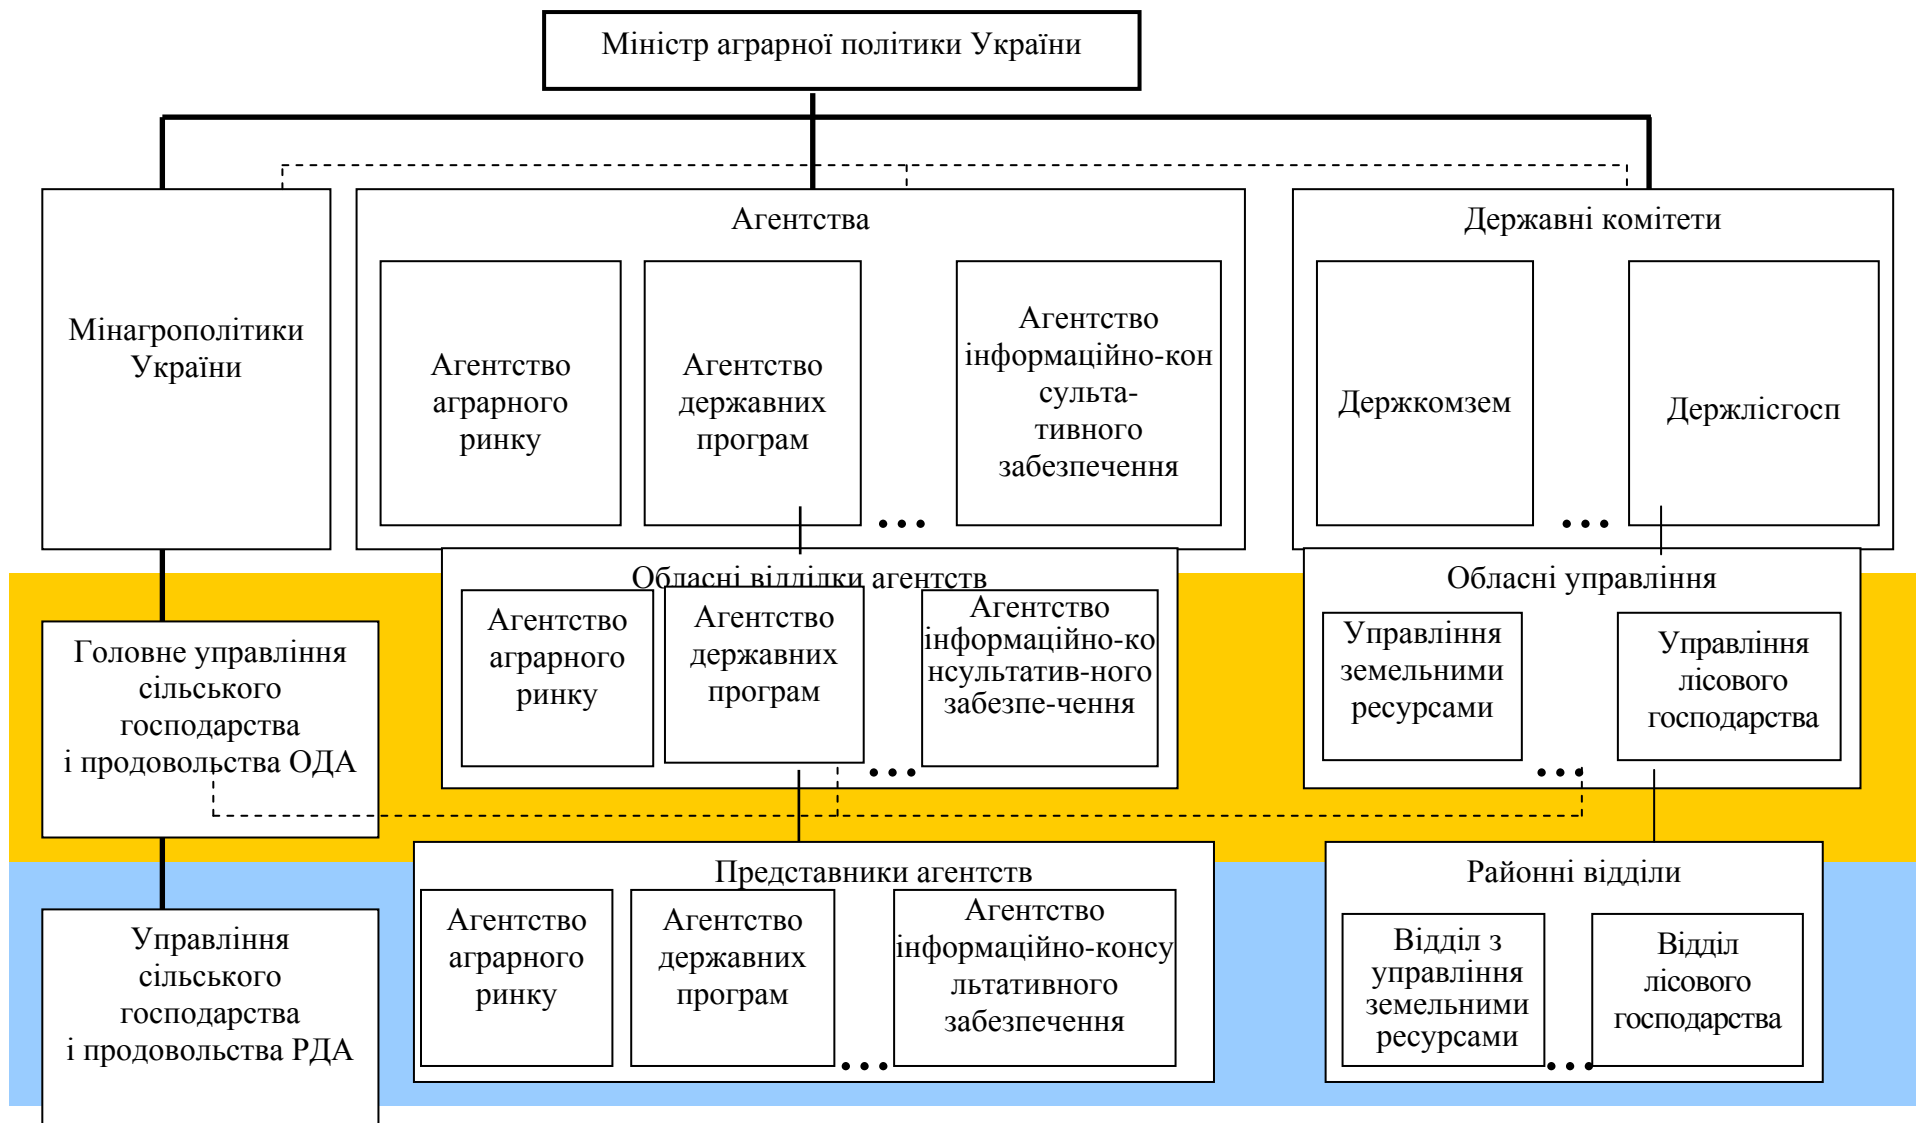 Міністр аграрної політики України
Мінагрополітики
України
Агентства
Агентство
аграрного
ринку
Агентство
державних
програм
...
Агентство
інформаційно-кон
сульта-
тивного
забезпечення
Державні комітети
Держкомзем
...
Держлісгосп
Головне управління
сільського
господарства
і продовольства ОДА
Обласні відділки агентств
Агентство
аграрного
ринку
Агентство
державних
програм
...
Агентство
інформаційно-ко
нсультатив-ного
забезпе-чення
Обласні управління
Управління
земельними
ресурсами
...
Управління
лісового
господарства
Управління
сільського
господарства
і продовольства РДА
Представники агентств
Агентство
аграрного
ринку
Агентство
державних
програм
...
Агентство
інформаційно-консу
льтативного
забезпечення
Районні відділи
Відділ з
управління
земельними
ресурсами
...
Відділ
лісового
господарства